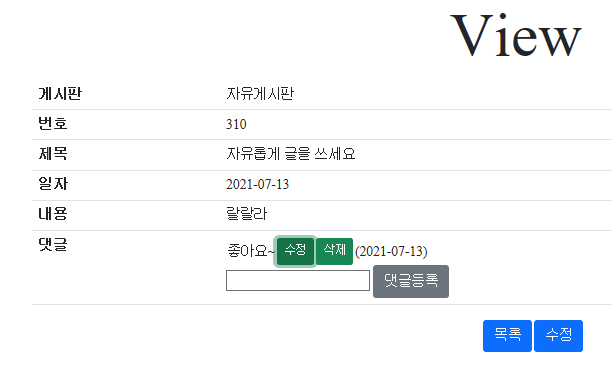 View
게시판 자유게시판
번호 310
제목 자유롭게 글을 쓰세요
일자 2021-07-13
내용 랄랄라
댓글 좋아요~ 수정 삭제 (2021-07-13)
댓글등록
목록 수정